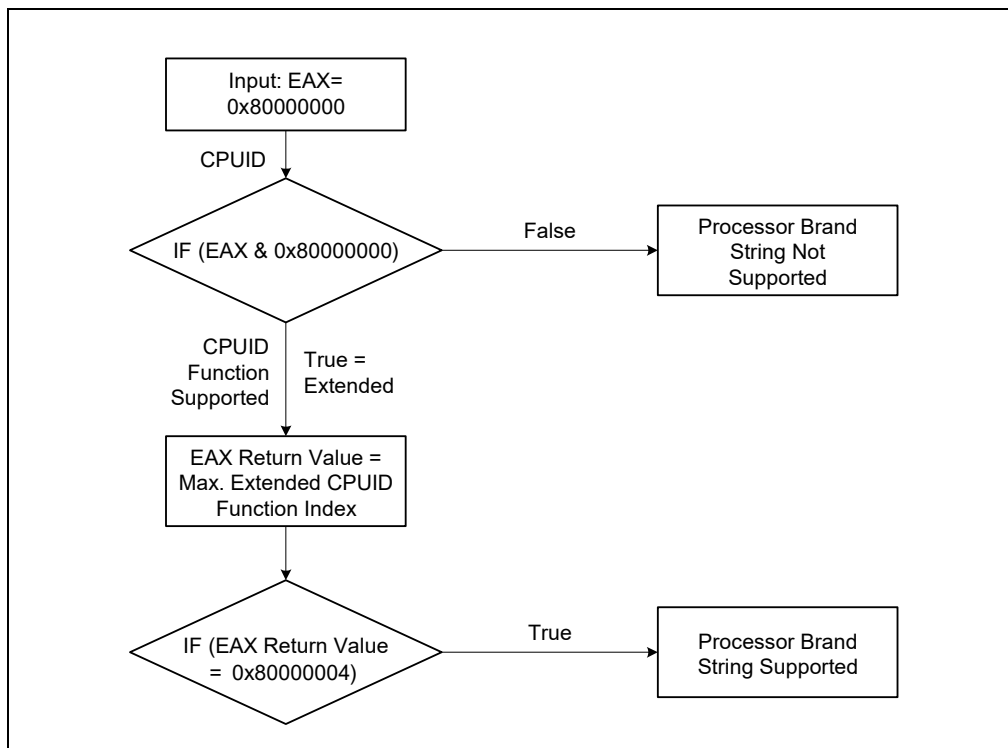 Input: EAX=
0x80000000
CPUID
IF (EAX & 0x80000000)
False
Processor Brand
String Not
Supported
CPUID
Function
Supported
True =
Extended
EAX Return Value =
Max. Extended CPUID
Function Index
IF (EAX Return Value
= 0x80000004)
True
Processor Brand
String Supported